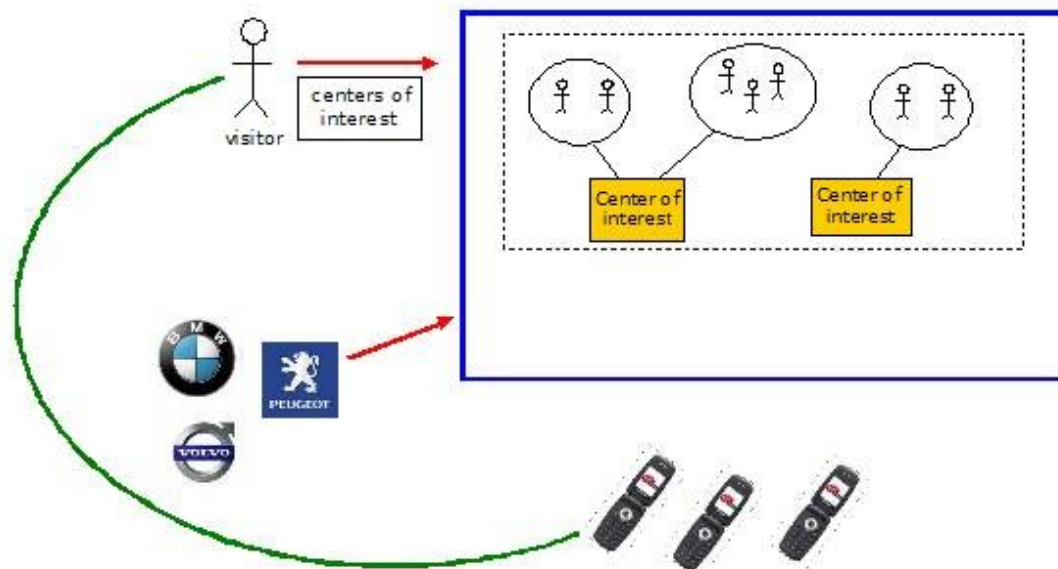 centers of
interest
visitor
Center of
interest
Center of
interest
BMW
PEUGEOT
VOLVO